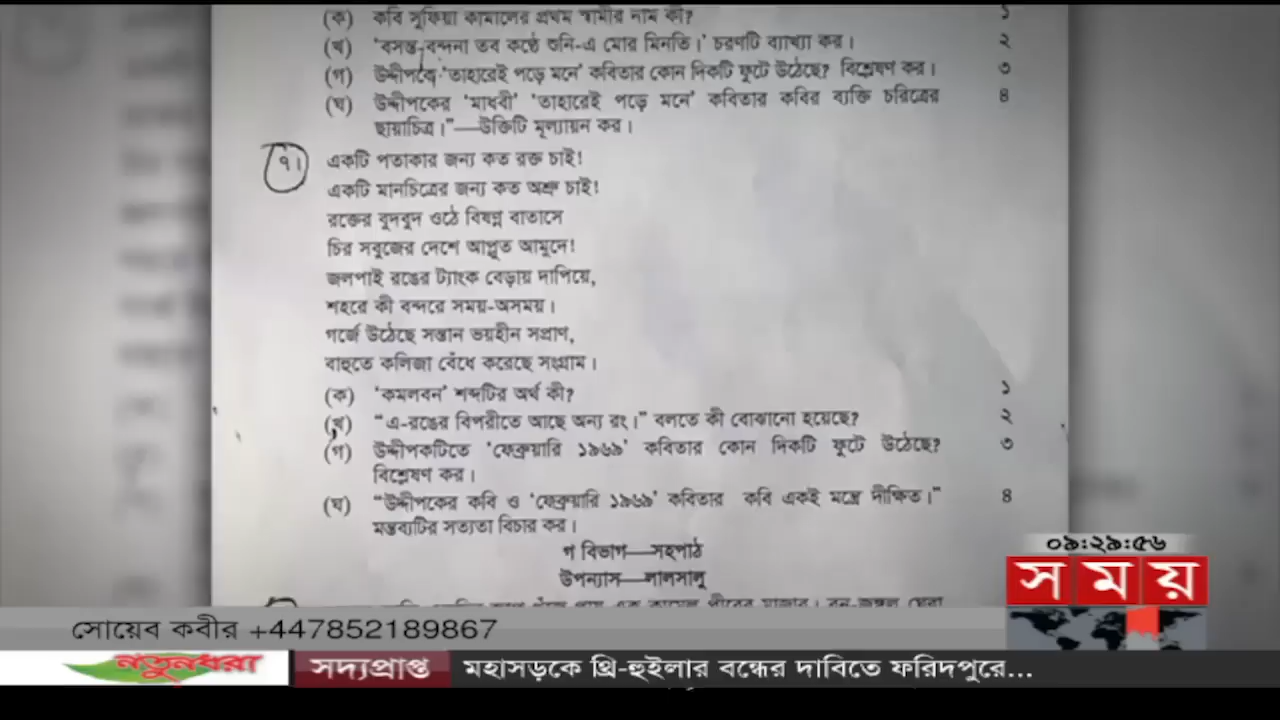 (ক) কবি সুফিয়া কামালের প্রথম স্বামীর নাম কী? ১
(খ) 'বসন্ত-বন্দনা তব কণ্ঠে শুনি-এ মোর মিনতি।' চরণটি ব্যাখ্যা কর। ২
(গ) উদ্দীপকে 'তাহারেই পড়ে মনে' কবিতার কোন দিকটি ফুটে উঠেছে? বিশ্লেষণ কর। ৩
(ঘ) উদ্দীপকের 'মাধবী' 'তাহারেই পড়ে মনে' কবিতার কবির ব্যক্তি চরিত্রের ৪
ছায়াচিত্র।"—উক্তিটি মূল্যায়ন কর।
৭। একটি পতাকার জন্য কত রক্ত চাই!
একটি মানচিত্রের জন্য কত অশ্রু চাই!
রক্তের বুদবুদ ওঠে বিষণ্ন বাতাসে
চির সবুজের দেশে আপ্লুত আমুদে!
জলপাই রঙের ট্যাংক বেড়ায় দাপিয়ে,
শহরে কী বন্দরে সময়-অসময়।
গর্জে উঠেছে সন্তান ভয়হীন সপ্রাণ,
বাহুতে কলিজা বেঁধে করেছে সংগ্রাম।
(ক) 'কমলবন' শব্দটির অর্থ কী? ১
(খ) "এ-রঙের বিপরীতে আছে অন্য রং।" বলতে কী বোঝানো হয়েছে? ২
(গ) উদ্দীপকটিতে 'ফেব্রুয়ারি ১৯৬৯' কবিতার কোন দিকটি ফুটে উঠেছে? ৩
বিশ্লেষণ কর।
(ঘ) "উদ্দীপকের কবি ও 'ফেব্রুয়ারি ১৯৬৯' কবিতার কবি একই মন্ত্রে দীক্ষিত।" ৪
মন্তব্যটির সত্যতা বিচার কর।
গ বিভাগ—সহপাঠ
উপন্যাস—লালসালু
০৯:২৯:৫৬
সময়
সোয়েব কবীর +447852189867
নতুনধরা
সদ্যপ্রাপ্ত মহাসড়কে থ্রি-হুইলার বন্ধের দাবিতে ফরিদপুরে...